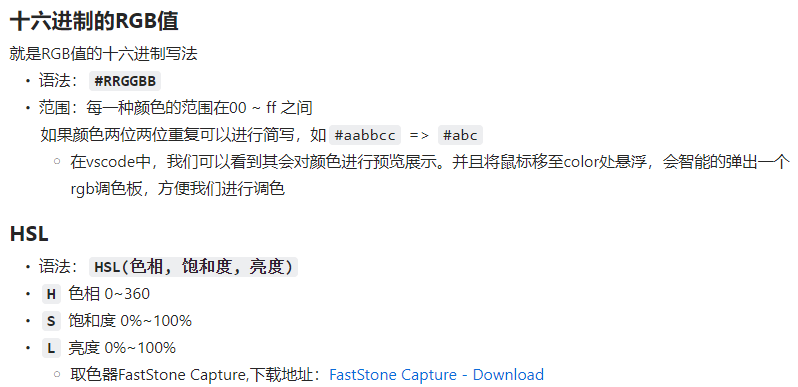 十六进制的RGB值
就是RGB值的十六进制写法
• 语法： #RRGGBB
• 范围：每一种颜色的范围在00 ~ ff 之间
如果颜色两位两位重复可以进行简写，如 #aabbcc => #abc
○ 在vscode中，我们可以看到其会对颜色进行预览展示。并且将鼠标移至color处悬浮，会智能的弹出一个
rgb调色板，方便我们进行调色
HSL
• 语法： HSL(色相, 饱和度, 亮度)
• H 色相 0~360
• S 饱和度 0%~100%
• L 亮度 0%~100%
○ 取色器FastStone Capture,下载地址：FastStone Capture - Download